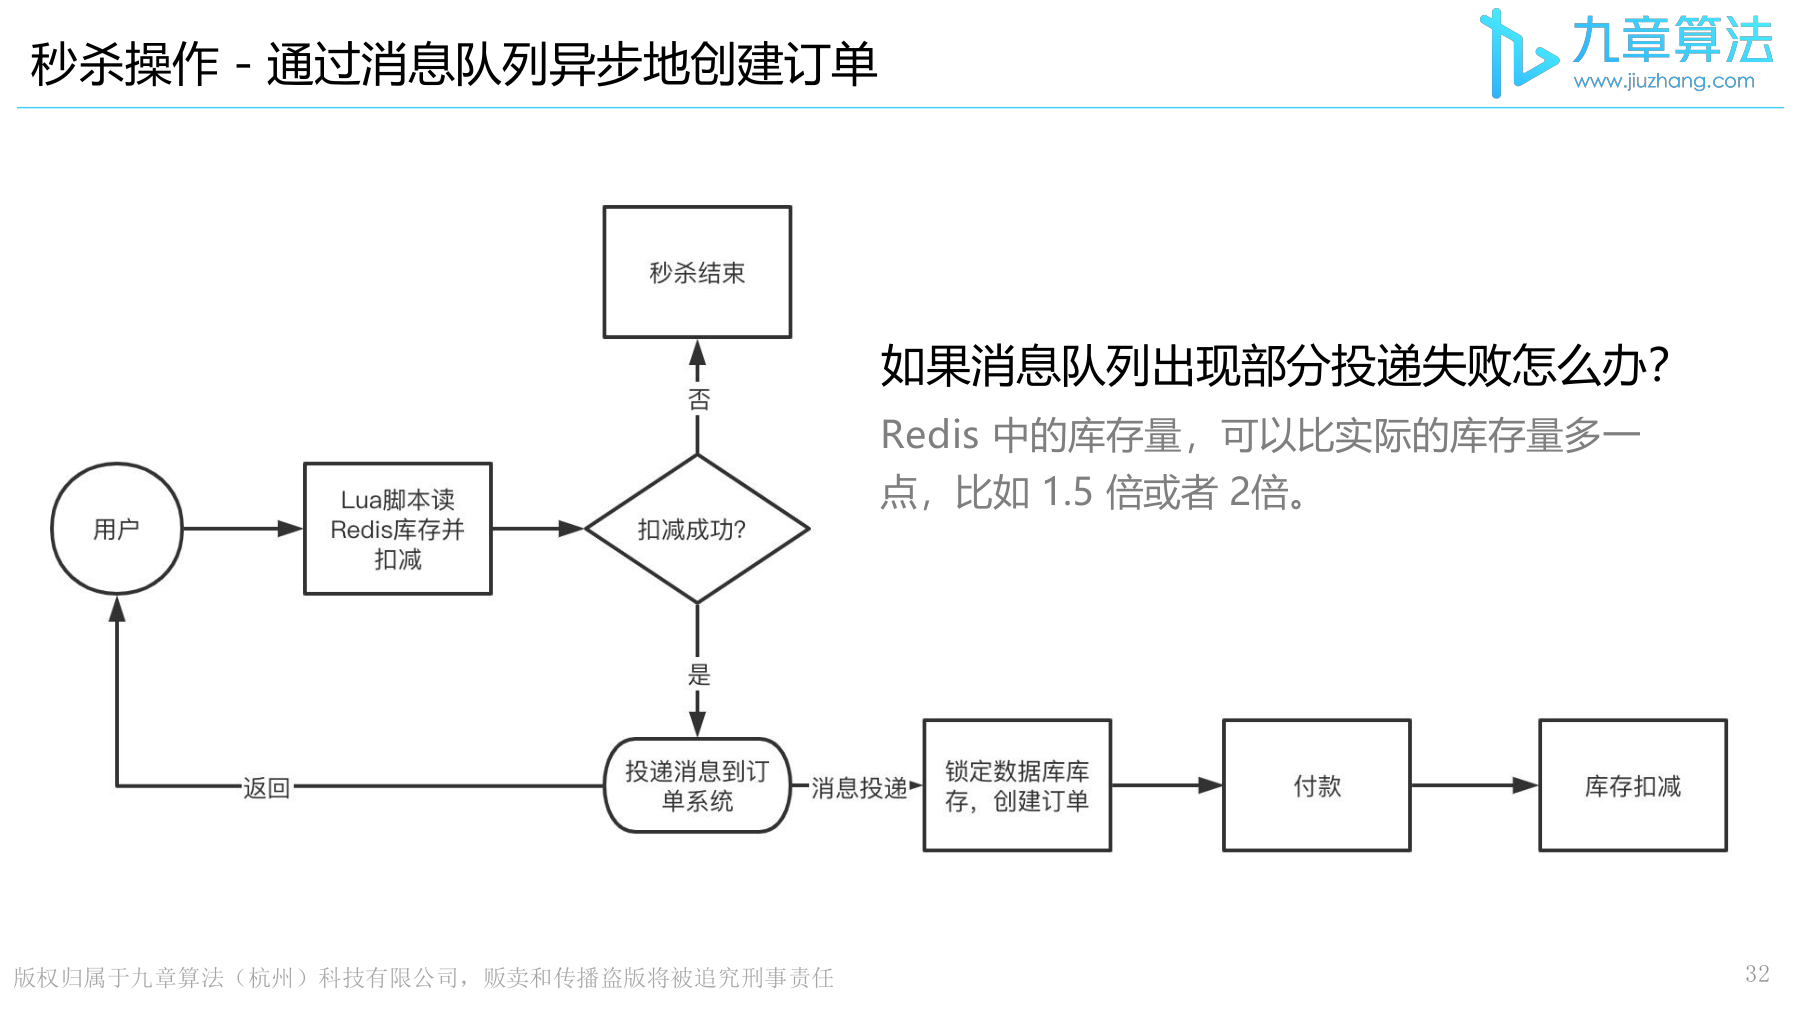 秒杀操作 - 通过消息队列异步地创建订单
九章算法
www.jiuzhang.com
秒杀结束
否
如果消息队列出现部分投递失败怎么办?
Redis 中的库存量，可以比实际的库存量多一
点，比如 1.5 倍或者 2倍。
用户
Lua脚本读
Redis库存并
扣减
扣减成功?
是
返回
投递消息到订
单系统
消息投递
锁定数据库库
存，创建订单
付款
库存扣减
版权归属于九章算法（杭州）科技有限公司，贩卖和传播盗版将被追究刑事责任
32